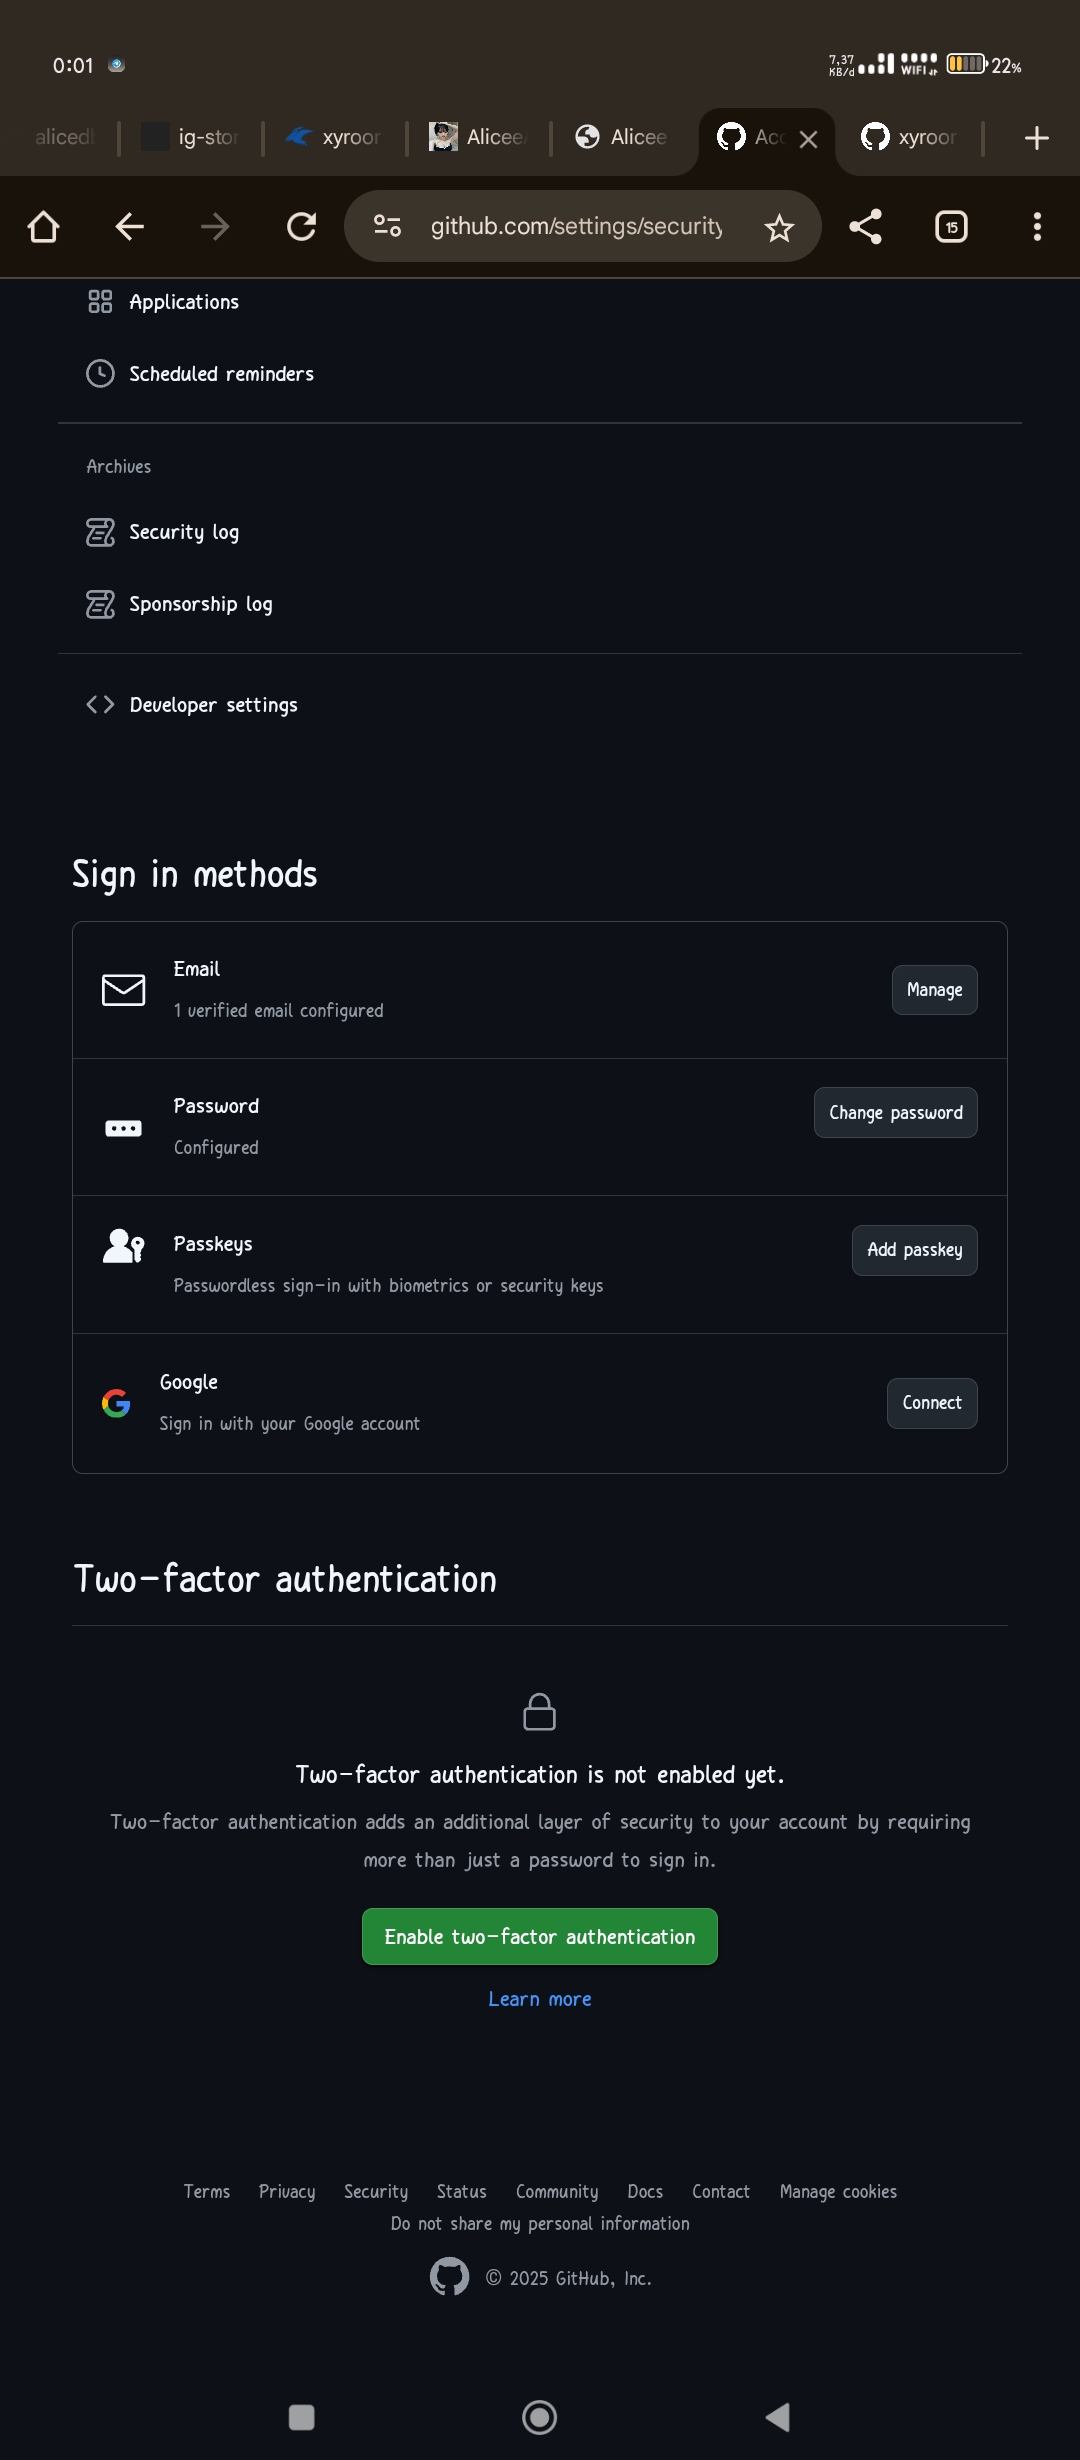 0:01
7,37
KB/d
WIFI
22%
alicedl
ig-stor
xyroor
Alicee
Alicee
Acc
xyroor
github.com/settings/security
15
Applications
Scheduled reminders
Archives
Security log
Sponsorship log
Developer settings
Sign in methods
Email
1 verified email configured
Manage
Password
Configured
Change password
Passkeys
Passwordless sign-in with biometrics or security keys
Add passkey
Google
Sign in with your Google account
Connect
Two-factor authentication
Two-factor authentication is not enabled yet.
Two-factor authentication adds an additional layer of security to your account by requiring
more than just a password to sign in.
Enable two-factor authentication
Learn more
Terms Privacy Security Status Community Docs Contact Manage cookies
Do not share my personal information
© 2025 GitHub, Inc.